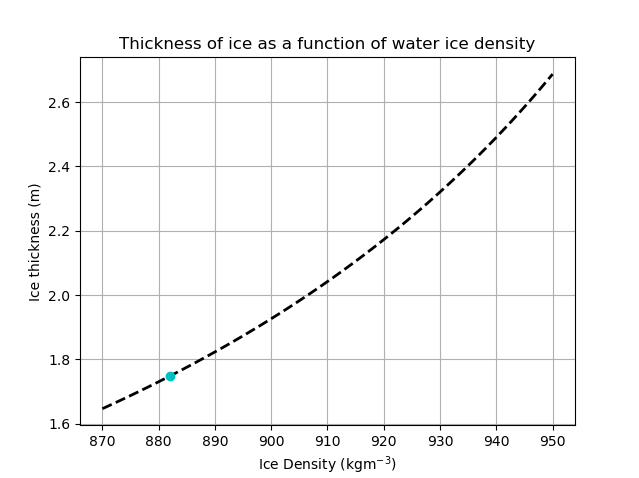 Thickness of ice as a function of water ice density
Ice thickness (m)
2.6
2.4
2.2
2.0
1.8
1.6
870 880 890 900 910 920 930 940 950
Ice Density (kgm⁻³)